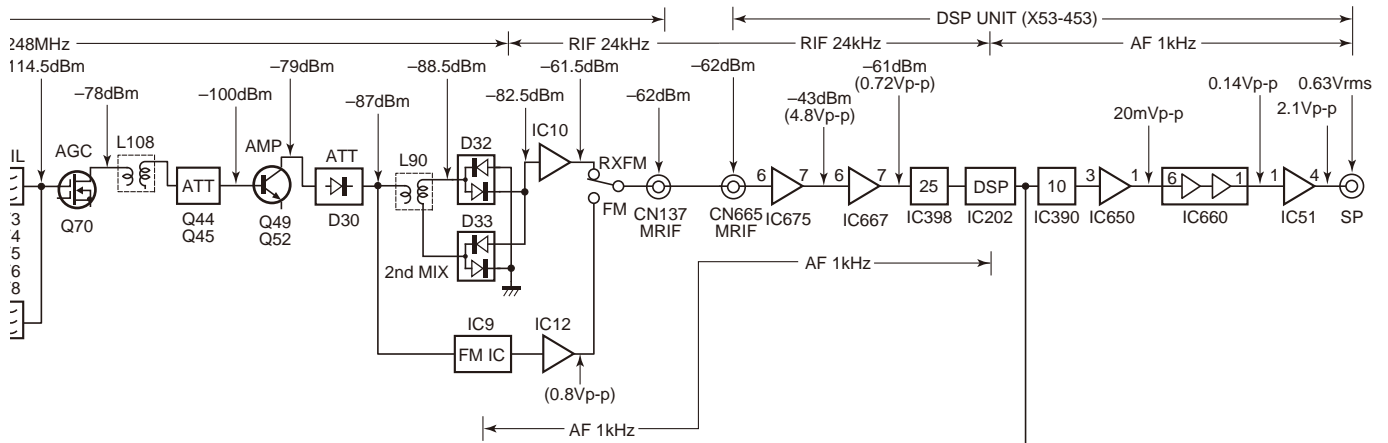 DSP UNIT (X53-453)
248MHz
RIF 24kHz
RIF 24kHz
AF 1kHz
114.5dBm
–78dBm
–100dBm
–79dBm
–87dBm
–88.5dBm
–82.5dBm
–61.5dBm
–62dBm
–62dBm
–43dBm
(4.8Vp-p)
–61dBm
(0.72Vp-p)
20mVp-p
0.14Vp-p
2.1Vp-p
0.63Vrms
IL
AGC
L108
AMP
ATT
L90
D32
IC10
RXFM
FM
ATT
6
7
6
7
25
DSP
10
3
1
6
1
1
4
Q70
Q44
Q45
Q49
Q52
D30
D33
2nd MIX
CN137
MRIF
CN665
MRIF
IC675
IC667
IC398
IC202
IC390
IC650
IC660
IC51
SP
3
4
5
6
8
AF 1kHz
IC9
FM IC
IC12
(0.8Vp-p)
AF 1kHz